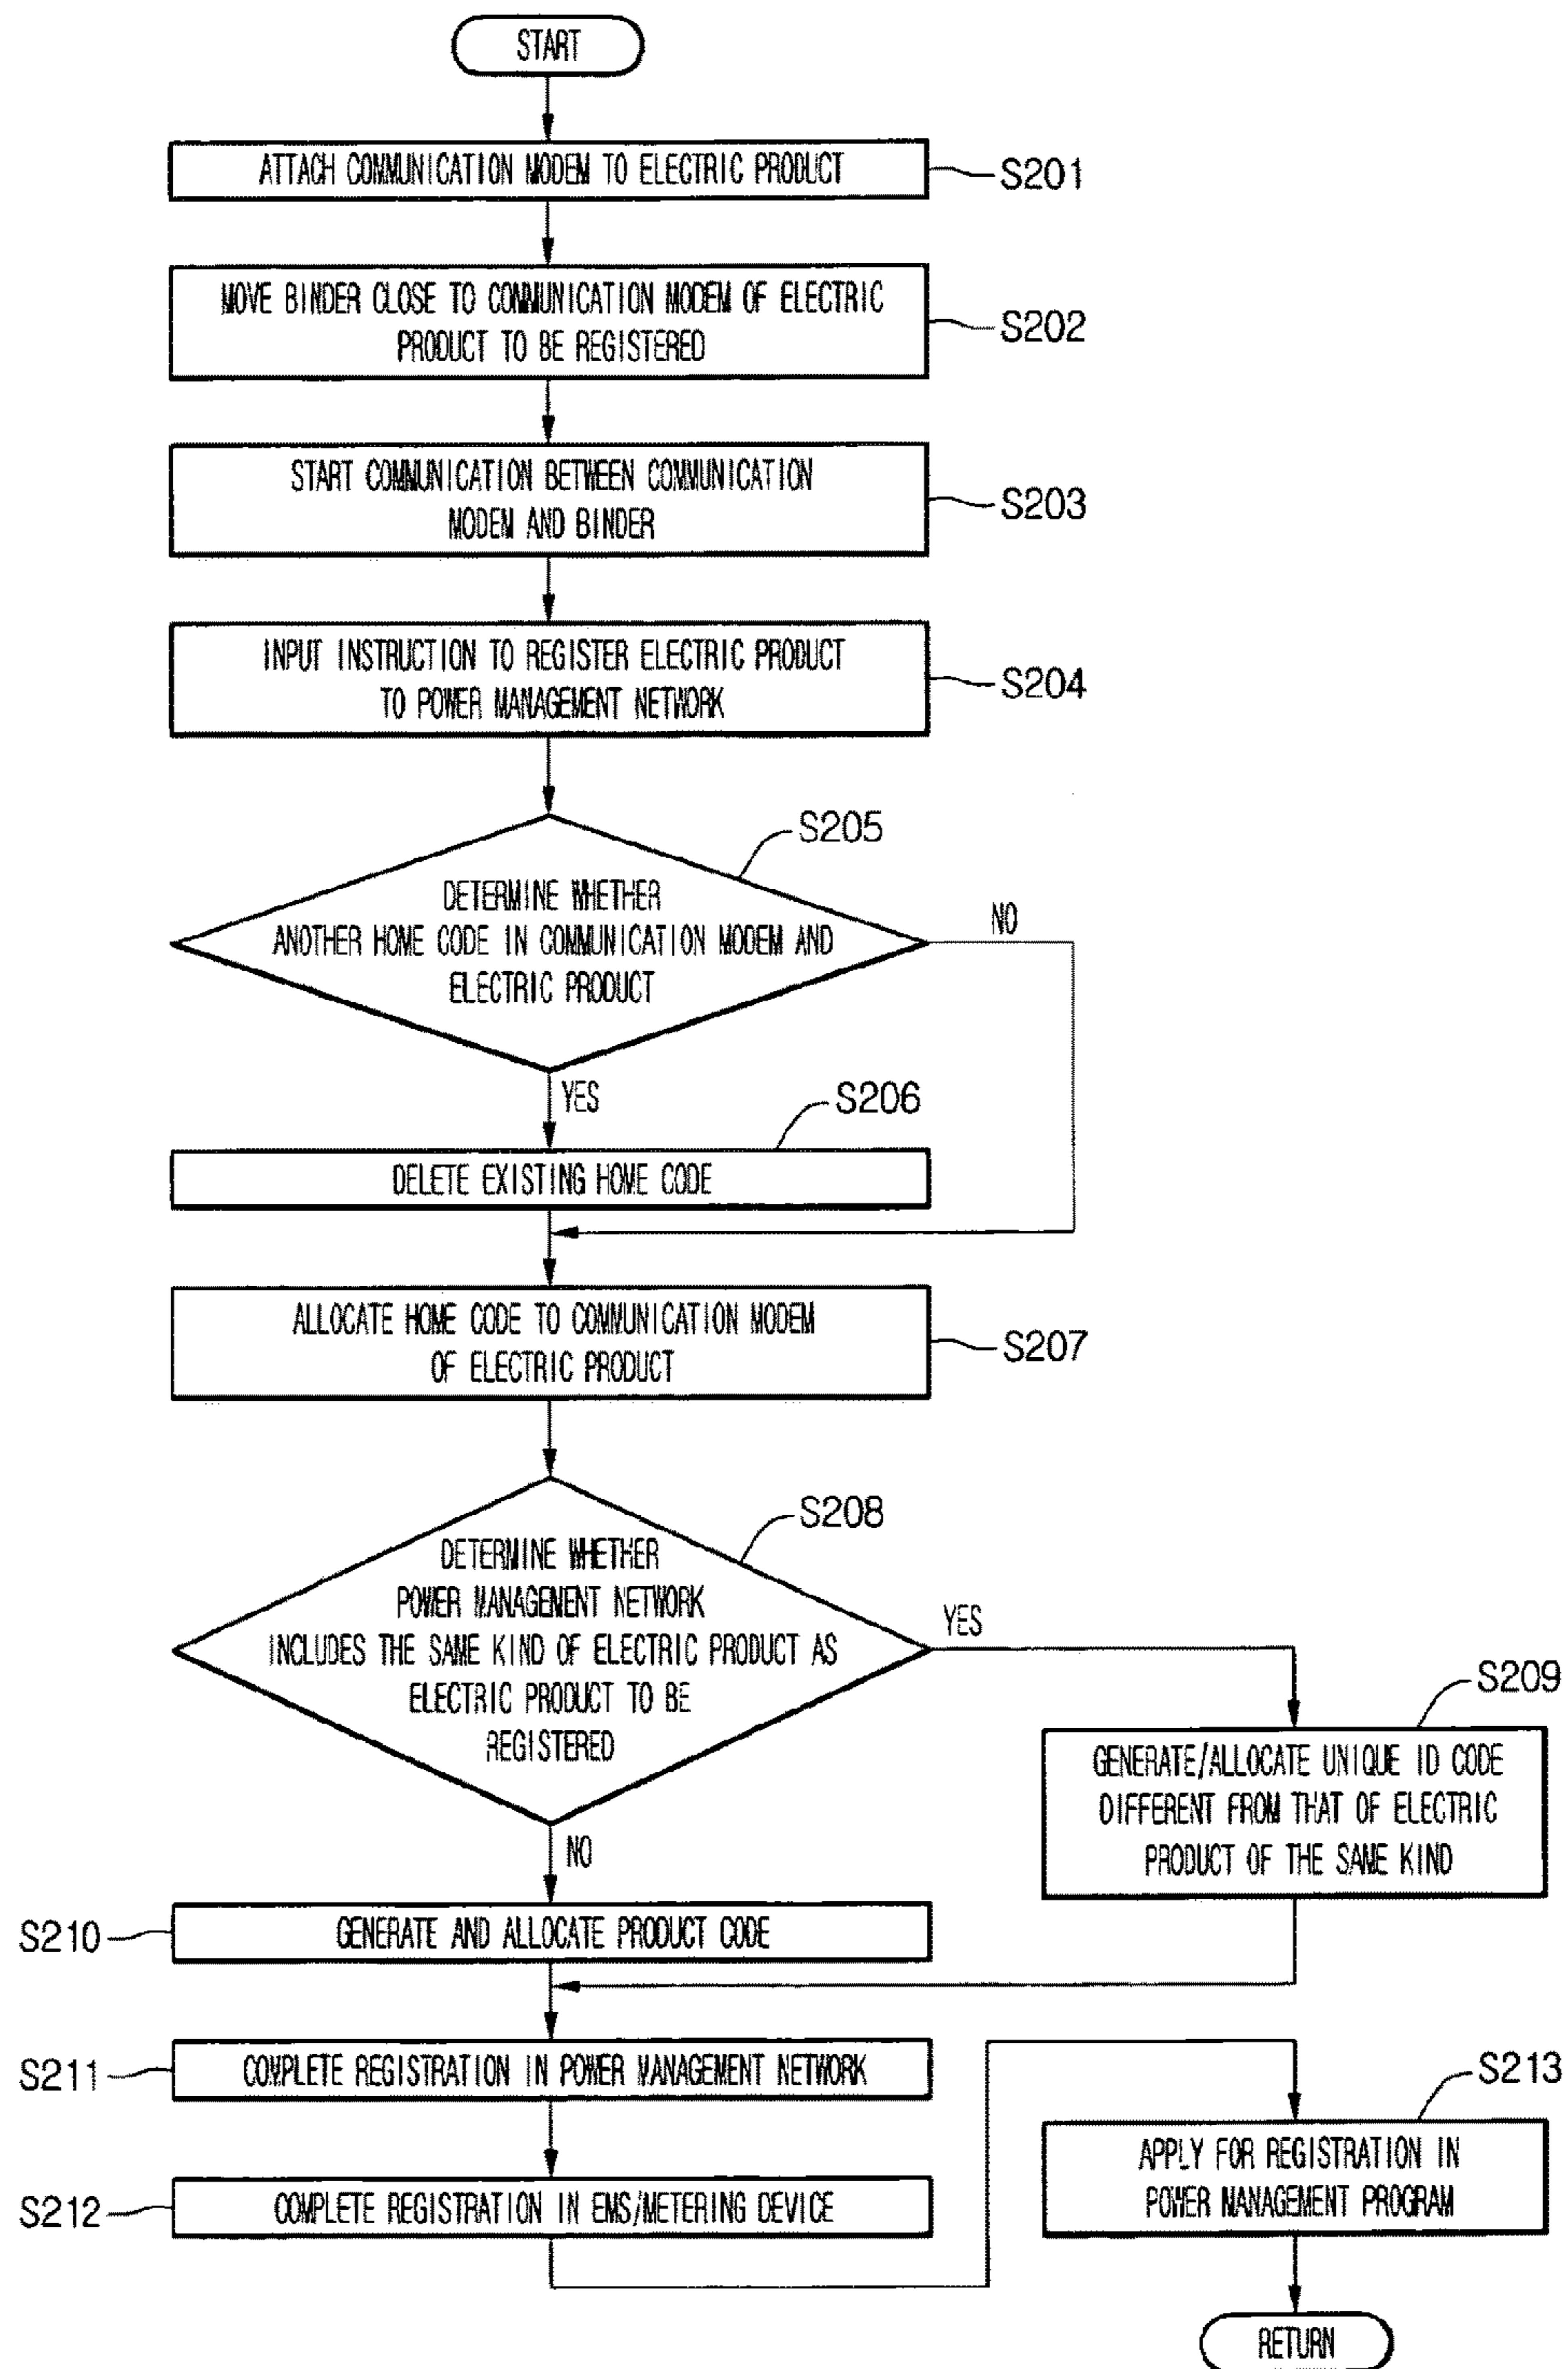 START
ATTACH COMMUNICATION MODEM TO ELECTRIC PRODUCT
S201
MOVE BINDER CLOSE TO COMMUNICATION MODEM OF ELECTRIC
PRODUCT TO BE REGISTERED
S202
START COMMUNICATION BETWEEN COMMUNICATION
MODEM AND BINDER
S203
INPUT INSTRUCTION TO REGISTER ELECTRIC PRODUCT
TO POWER MANAGEMENT NETWORK
S204
S205
DETERMINE WHETHER
ANOTHER HOME CODE IN COMMUNICATION MODEM AND
ELECTRIC PRODUCT
NO
YES
S206
DELETE EXISTING HOME CODE
ALLOCATE HOME CODE TO COMMUNICATION MODEM
OF ELECTRIC PRODUCT
S207
S208
DETERMINE WHETHER
POWER MANAGEMENT NETWORK
INCLUDES THE SAME KIND OF ELECTRIC PRODUCT AS
ELECTRIC PRODUCT TO BE
REGISTERED
YES
S209
GENERATE/ALLOCATE UNIQUE ID CODE
DIFFERENT FROM THAT OF ELECTRIC
PRODUCT OF THE SAME KIND
NO
S210
GENERATE AND ALLOCATE PRODUCT CODE
S211
COMPLETE REGISTRATION IN POWER MANAGEMENT NETWORK
S212
COMPLETE REGISTRATION IN EMS/METERING DEVICE
S213
APPLY FOR REGISTRATION IN
POWER MANAGEMENT PROGRAM
RETURN